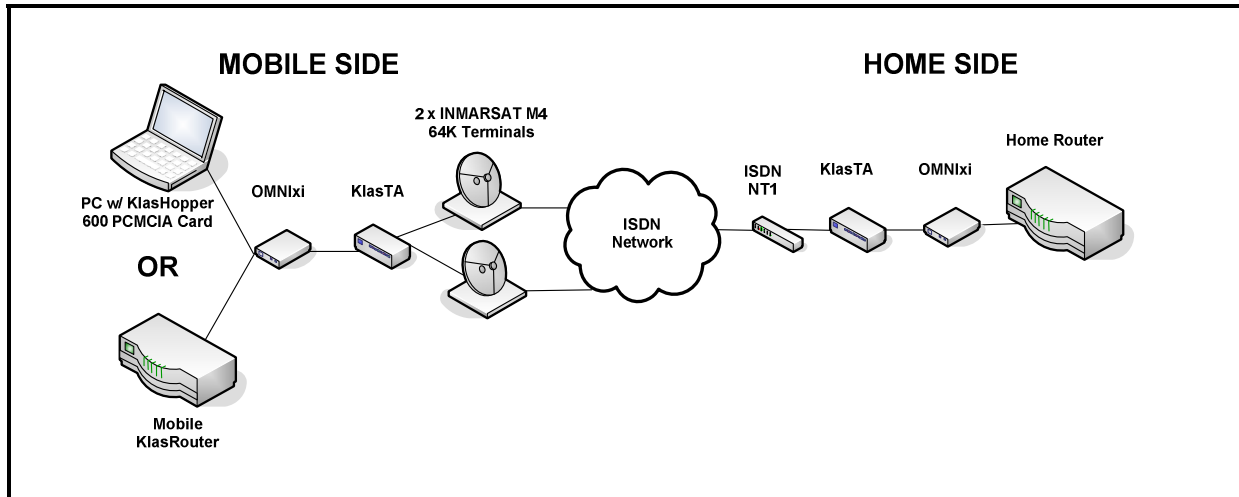 MOBILE SIDE
HOME SIDE
2 x INMARSAT M4
64K Terminals
Home Router
OMNIxi
KlasTA
ISDN
NT1
KlasTA
OMNIxi
PC w/ KlasHopper
600 PCMCIA Card
ISDN
Network
OR
Mobile
KlasRouter